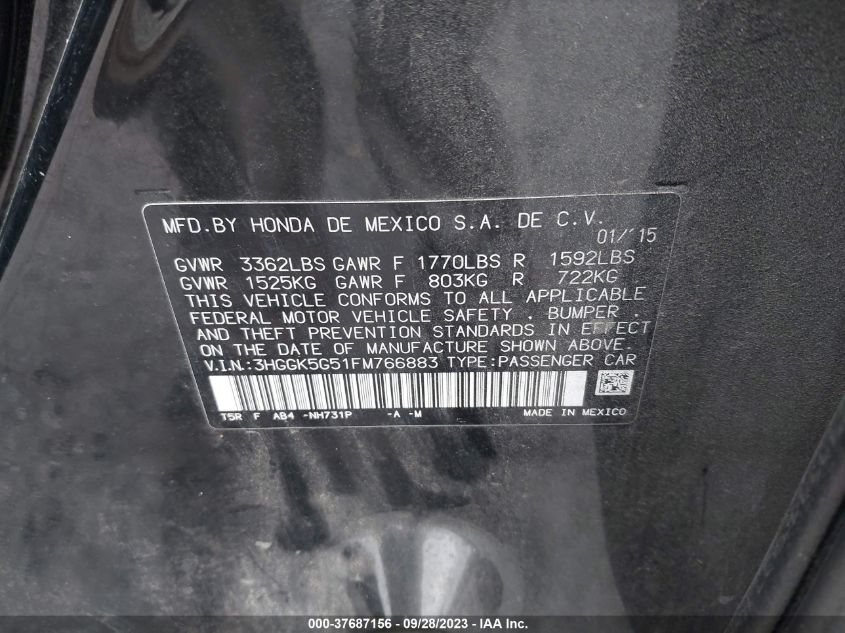 MFD.BY HONDA DE MEXICO S.A. DE C.V.
01/'15
GVWR 3362LBS GAWR F 1770LBS R 1592LBS
GVWR 1525KG GAWR F 803KG R 722KG
THIS VEHICLE CONFORMS TO ALL APPLICABLE
FEDERAL MOTOR VEHICLE SAFETY , BUMPER ,
AND THEFT PREVENTION STANDARDS IN EFFECT
ON THE DATE OF MANUFACTURE SHOWN ABOVE.
V.I.N.:3HGGK5G51FM766883 TYPE:PASSENGER CAR
T5R F AB4 -NH731P -A -M MADE IN MEXICO
000-37687156 - 09/28/2023 - IAA Inc.